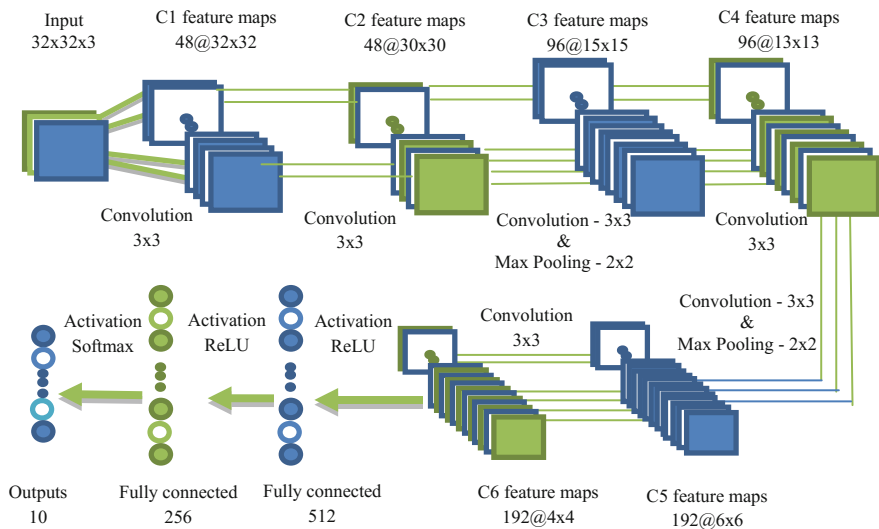 Input
32x32x3
C1 feature maps
48@32x32
C2 feature maps
48@30x30
C3 feature maps
96@15x15
C4 feature maps
96@13x13
Convolution
3x3
Convolution
3x3
Convolution - 3x3
&
Max Pooling - 2x2
Convolution
3x3
Activation
Softmax
Activation
ReLU
Activation
ReLU
Convolution
3x3
Convolution - 3x3
&
Max Pooling - 2x2
Outputs
10
Fully connected
256
Fully connected
512
C6 feature maps
192@4x4
C5 feature maps
192@6x6